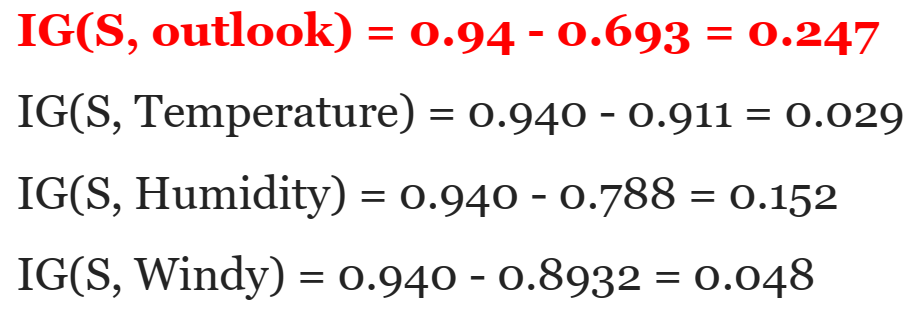 IG(S, outlook) = 0.94 - 0.693 = 0.247
IG(S, Temperature) = 0.940 - 0.911 = 0.029
IG(S, Humidity) = 0.940 - 0.788 = 0.152
IG(S, Windy) = 0.940 - 0.8932 = 0.048